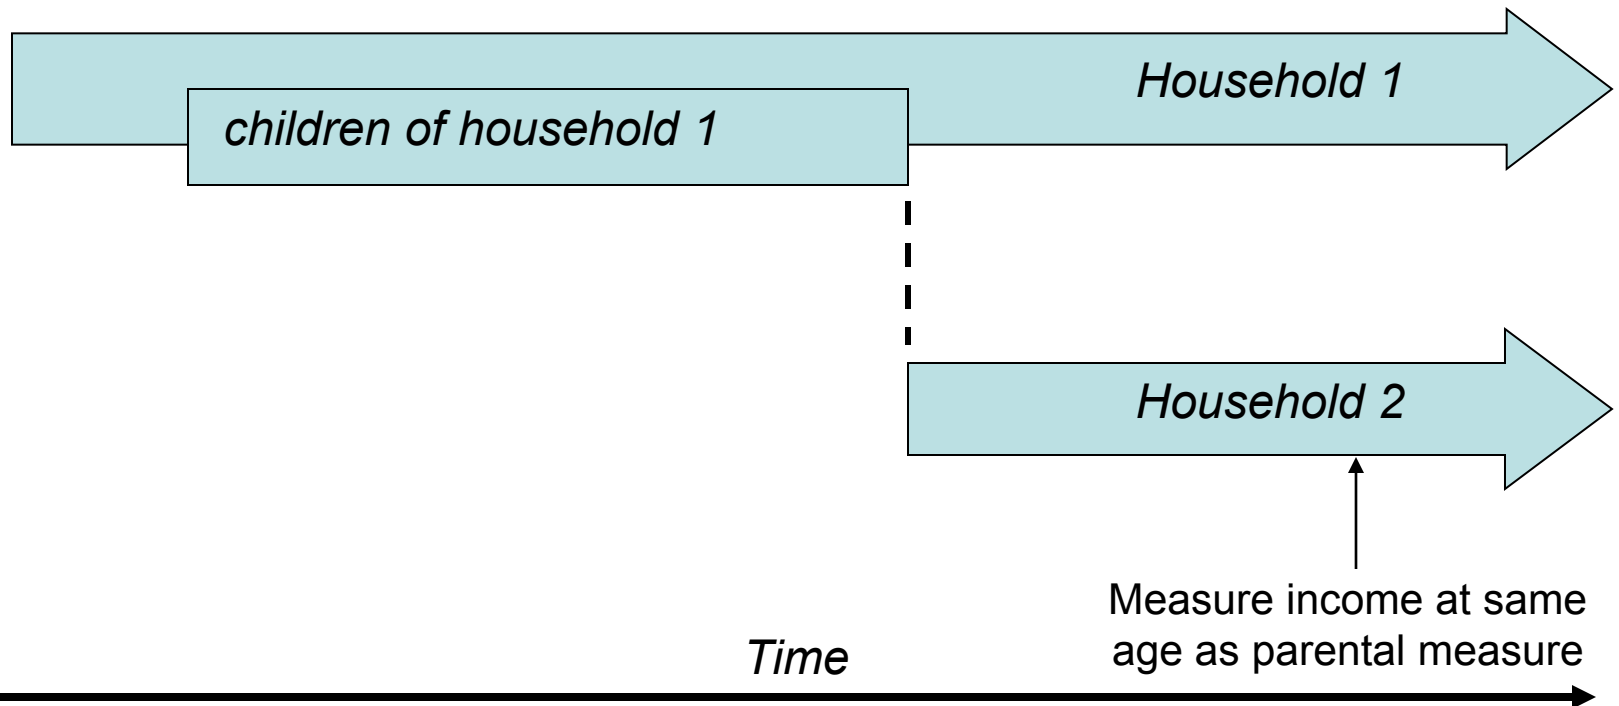 Household 1
children of household 1
Household 2
Measure income at same
age as parental measure
Time